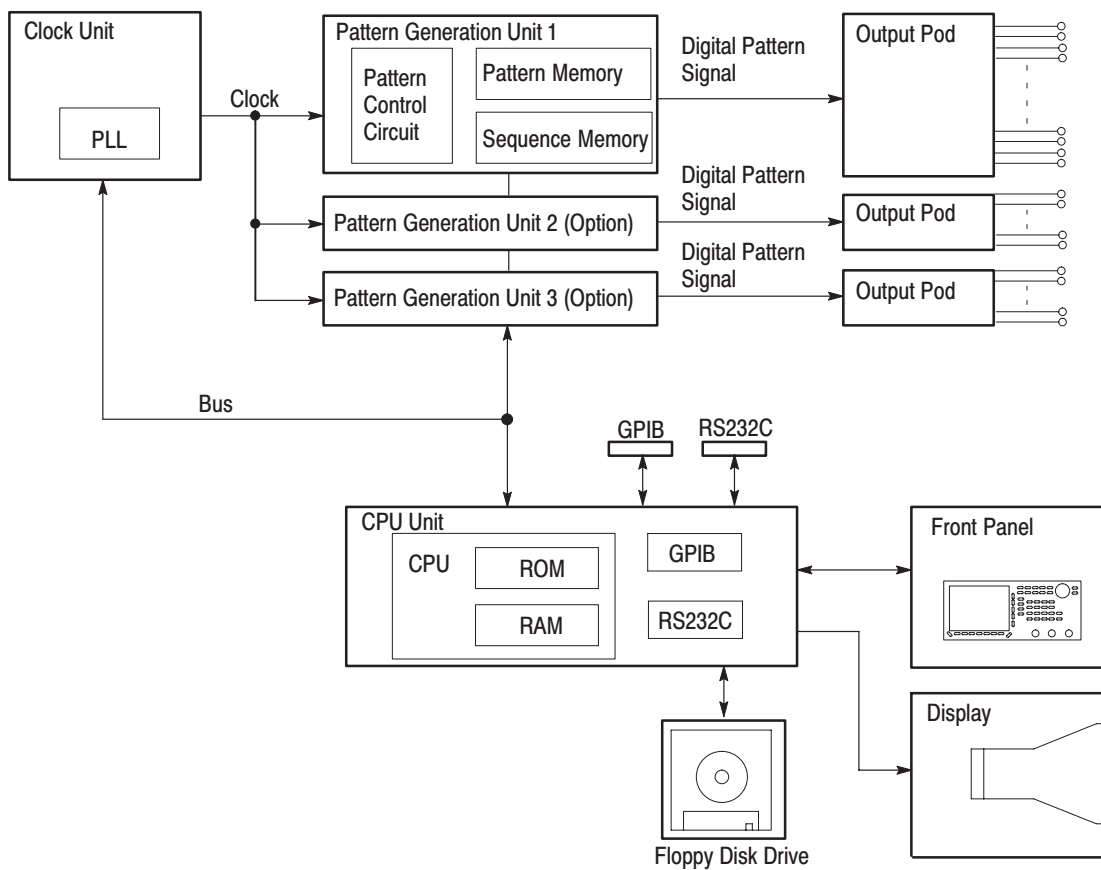 Clock Unit
PLL
Clock
Pattern Generation Unit 1
Pattern
Control
Circuit
Pattern Memory
Sequence Memory
Digital Pattern
Signal
Output Pod
Pattern Generation Unit 2 (Option)
Digital Pattern
Signal
Output Pod
Pattern Generation Unit 3 (Option)
Digital Pattern
Signal
Output Pod
Bus
GPIB
RS232C
CPU Unit
CPU
ROM
RAM
GPIB
RS232C
Front Panel
Display
Floppy Disk Drive